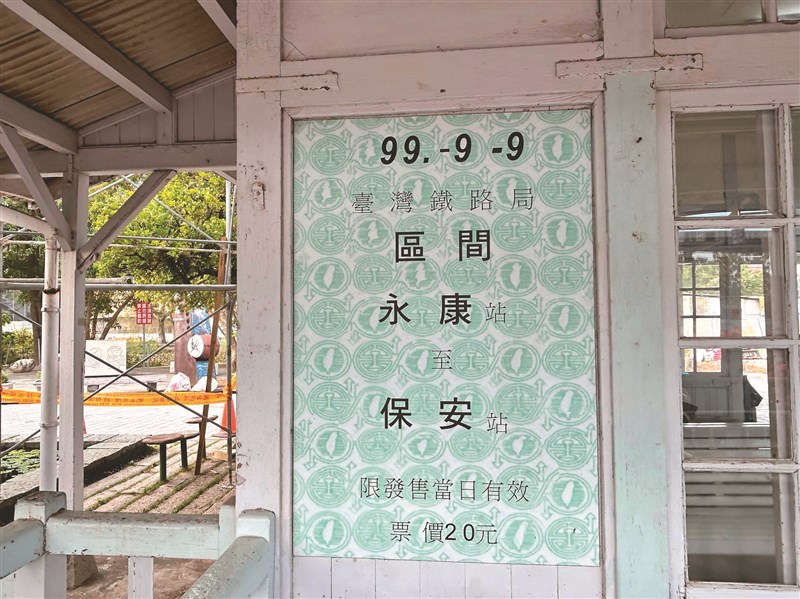 99.-9-9
臺灣鐵路局
區間
永康站
至
保安站
限發售當日有效
票價20元